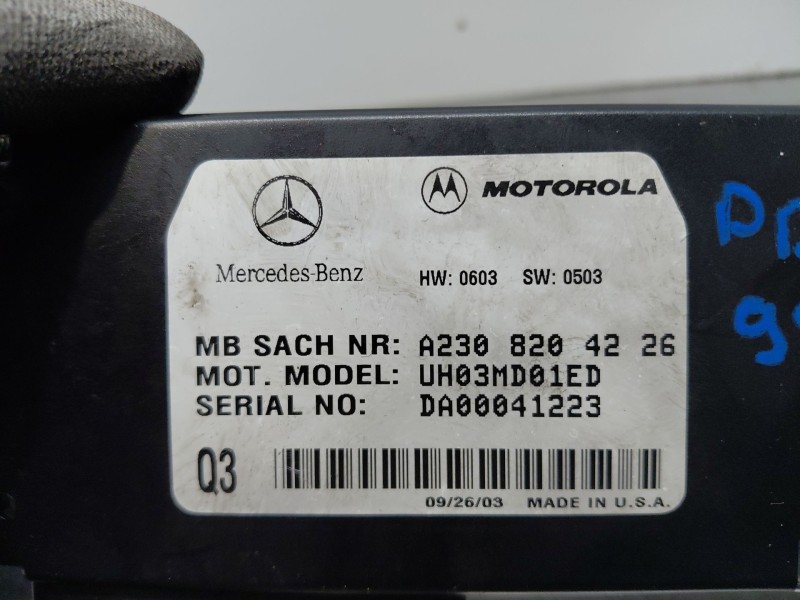 MOTOROLA
Mercedes-Benz
HW: 0603 SW: 0503
MB SACH NR: A230 820 42 26
MOT. MODEL: UH03MD01ED
SERIAL NO: DA00041223
Q3
09/26/03 MADE IN U.S.A.